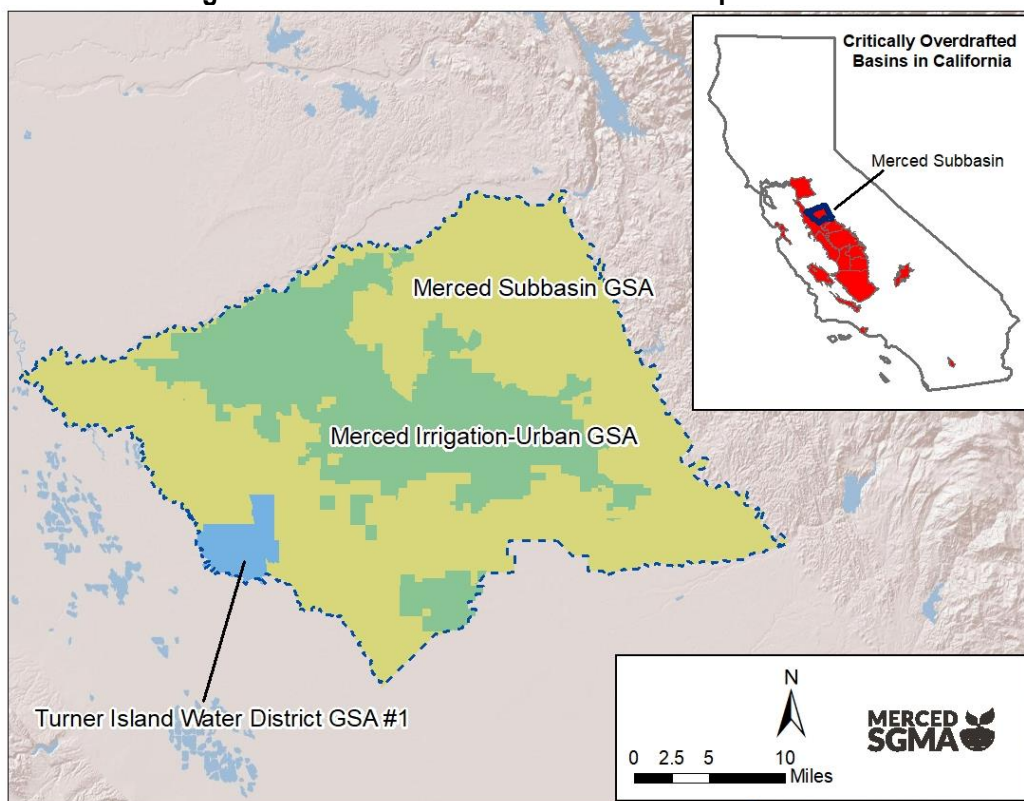 Critically Overdrafted
Basins in California
Merced Subbasin
Merced Subbasin GSA
Merced Irrigation-Urban GSA
Turner Island Water District GSA #1
N
0 2.5 5 10
Miles
MERCED
SGMA